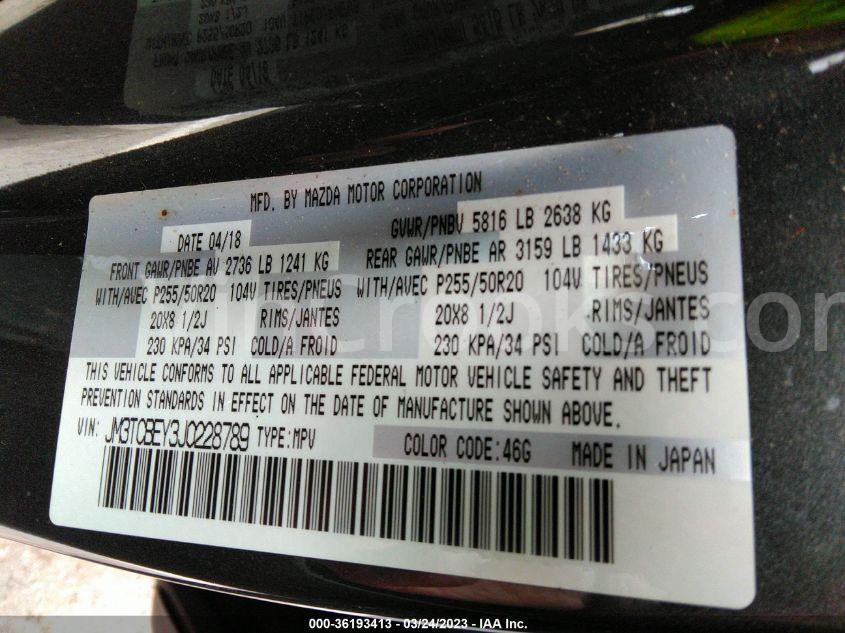 MFD. BY MAZDA MOTOR CORPORATION
DATE 04/18
GVWR/PNBV 5816 LB 2638 KG
FRONT GAWR/PNBE AV 2736 LB 1241 KG
REAR GAWR/PNBE AR 3159 LB 1433 KG
WITH/AVEC P255/50R20 104V TIRES/PNEUS
WITH/AVEC P255/50R20 104V TIRES/PNEUS
20X8 1/2J RIMS/JANTES
20X8 1/2J RIMS/JANTES
230 KPA/34 PSI COLD/A FROID
230 KPA/34 PSI COLD/A FROID
THIS VEHICLE CONFORMS TO ALL APPLICABLE FEDERAL MOTOR VEHICLE SAFETY AND THEFT
PREVENTION STANDARDS IN EFFECT ON THE DATE OF MANUFACTURE SHOWN ABOVE.
VIN: JM3TCBEY3J0228789 TYPE:MPV
COLOR CODE:46G MADE IN JAPAN
000-36193413 - 03/24/2023 - IAA Inc.